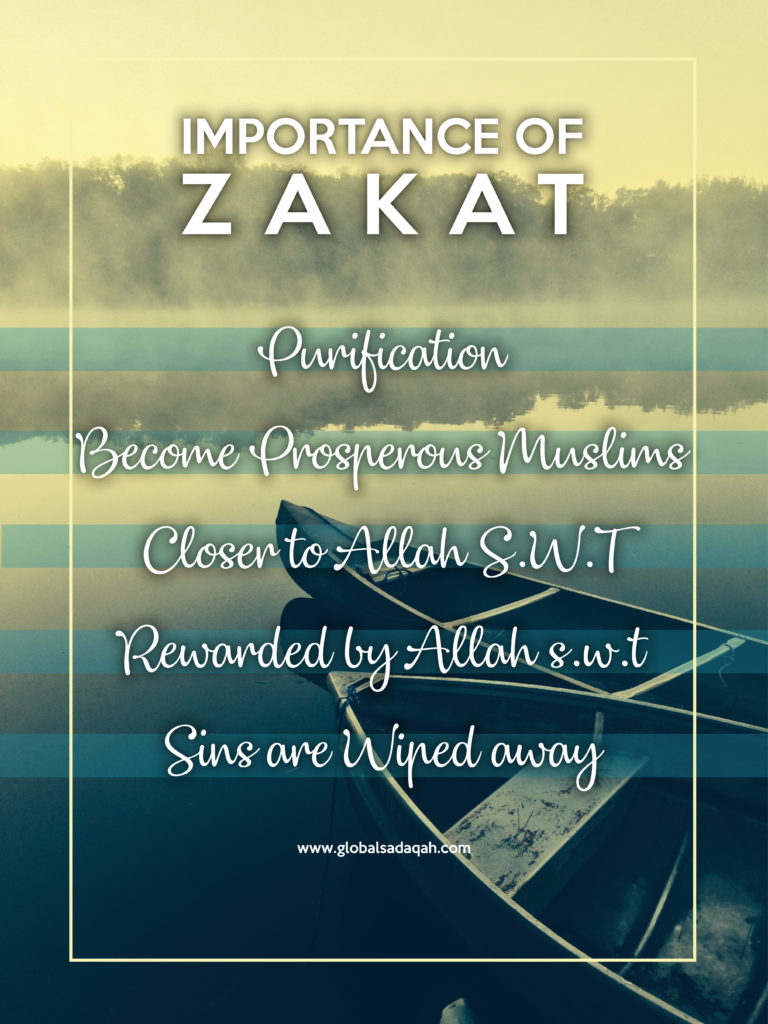 IMPORTANCE OF
ZAKAT
Purification
Become Prosperous Muslims
Closer to Allah S.W.T
Rewarded by Allah s.w.t
Sins are Wiped away
www.globalsadaqah.com